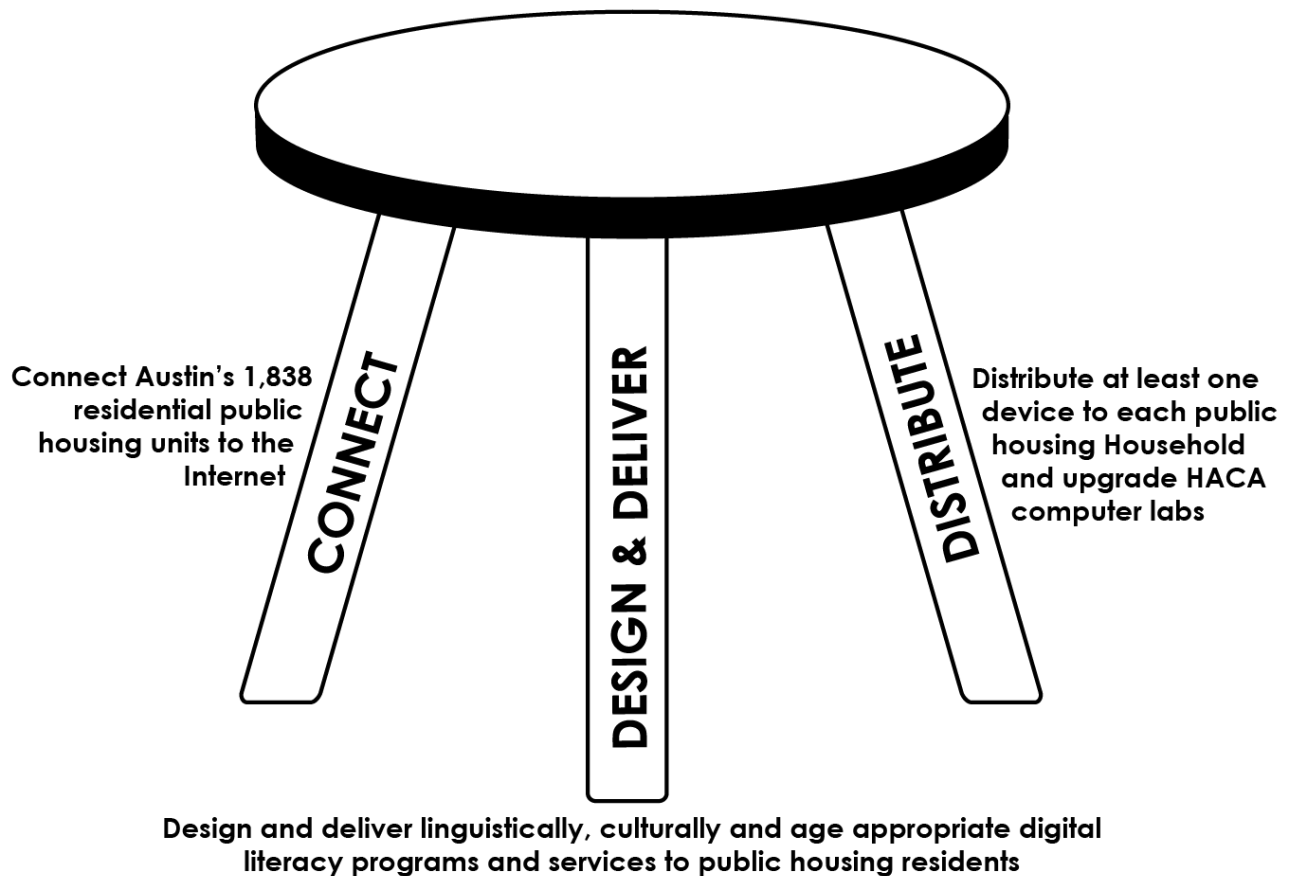 Connect Austin's 1,838
residential public
housing units to the
Internet
CONNECT
DESIGN & DELIVER
DISTRIBUTE
Distribute at least one
device to each public
housing Household
and upgrade HACA
computer labs
Design and deliver linguistically, culturally and age appropriate digital
literacy programs and services to public housing residents